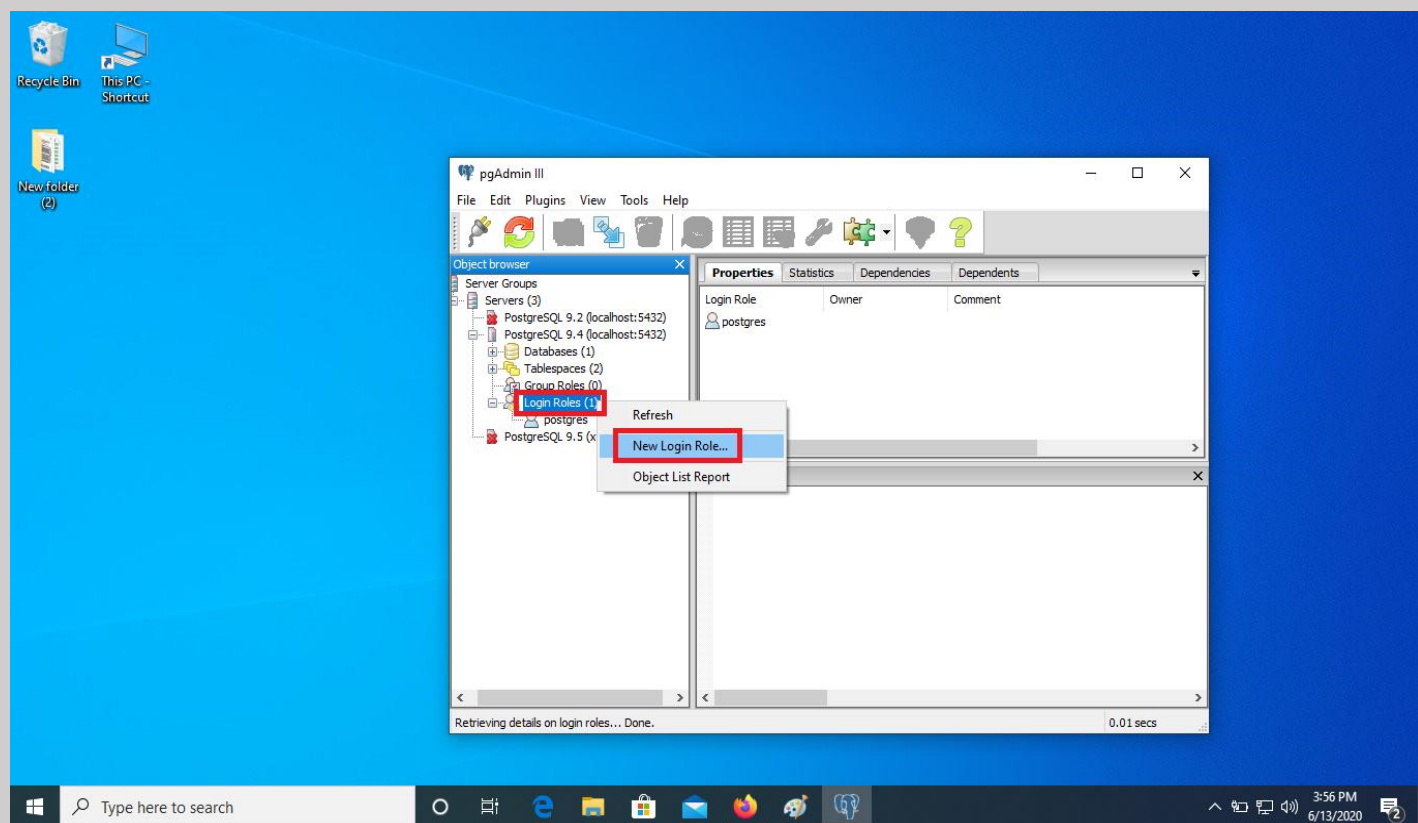 Recycle Bin
This PC -
Shortcut
New folder
(2)
pgAdmin III
File Edit Plugins View Tools Help
Object browser
Server Groups
Servers (3)
PostgreSQL 9.2 (localhost:5432)
PostgreSQL 9.4 (localhost:5432)
Databases (1)
Tablespaces (2)
Group Roles (0)
Login Roles (1)
postgres
PostgreSQL 9.5 (x
Properties Statistics Dependencies Dependents
Login Role Owner Comment
postgres
Refresh
New Login Role...
Object List Report
Retrieving details on login roles... Done. 0.01 secs
Type here to search
3:56 PM
6/13/2020
2